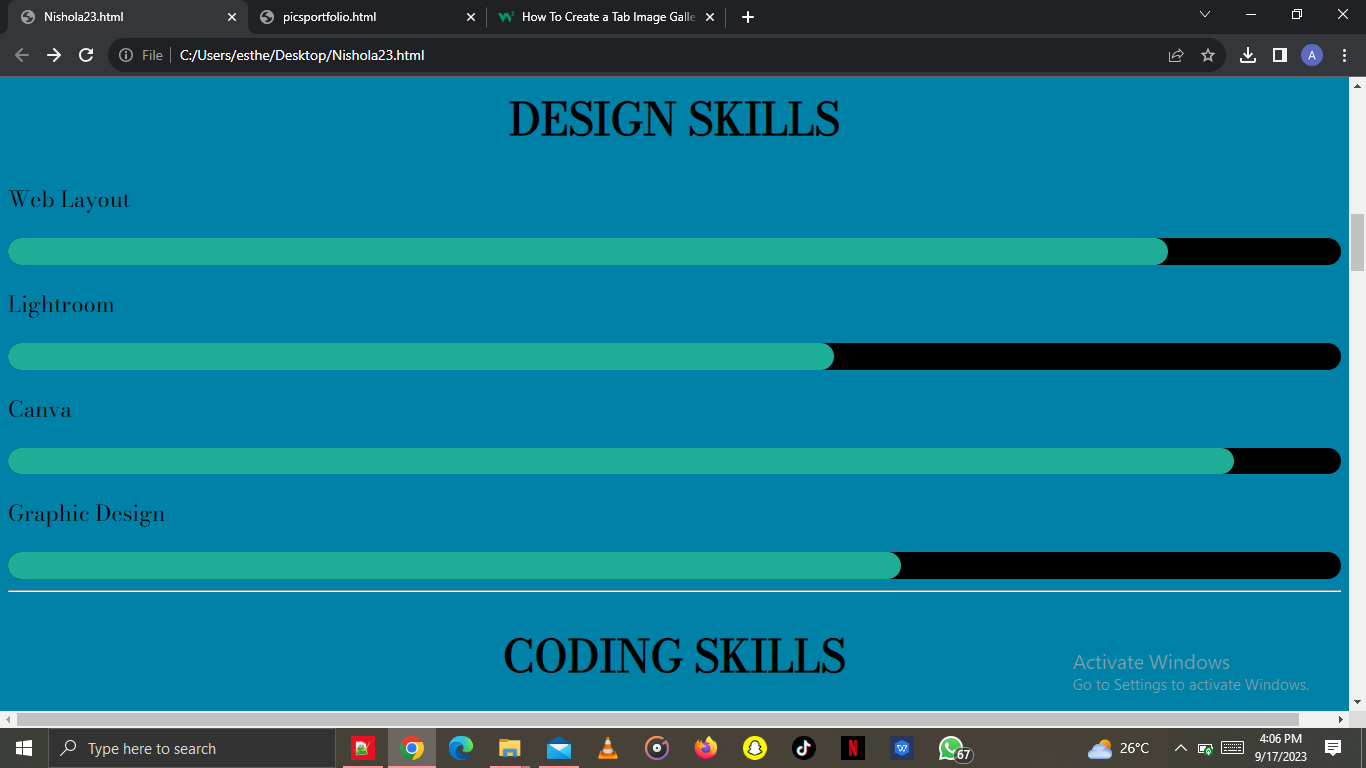 Nishola23.html
picsportfolio.html
How To Create a Tab Image Galle
File
C:/Users/esthe/Desktop/Nishola23.html
A
DESIGN SKILLS
Web Layout
Lightroom
Canva
Graphic Design
CODING SKILLS
Activate Windows
Go to Settings to activate Windows.
Type here to search
N
67
26°C
4:06 PM
9/17/2023